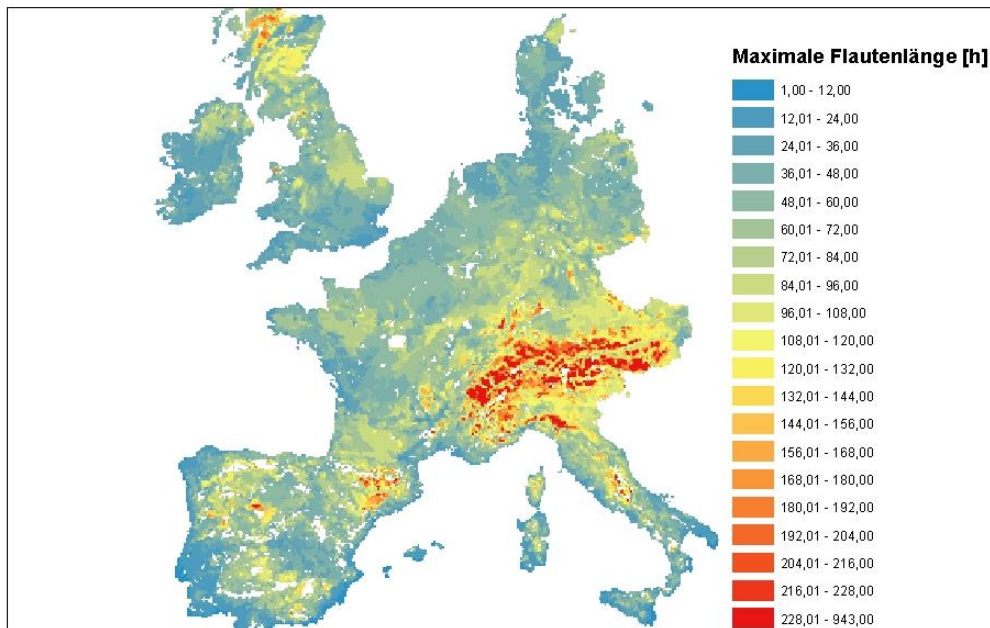 Maximale Flautenlänge [h]
1,00 - 12,00
12,01 - 24,00
24,01 - 36,00
36,01 - 48,00
48,01 - 60,00
60,01 - 72,00
72,01 - 84,00
84,01 - 96,00
96,01 - 108,00
108,01 - 120,00
120,01 - 132,00
132,01 - 144,00
144,01 - 156,00
156,01 - 168,00
168,01 - 180,00
180,01 - 192,00
192,01 - 204,00
204,01 - 216,00
216,01 - 228,00
228,01 - 943,00